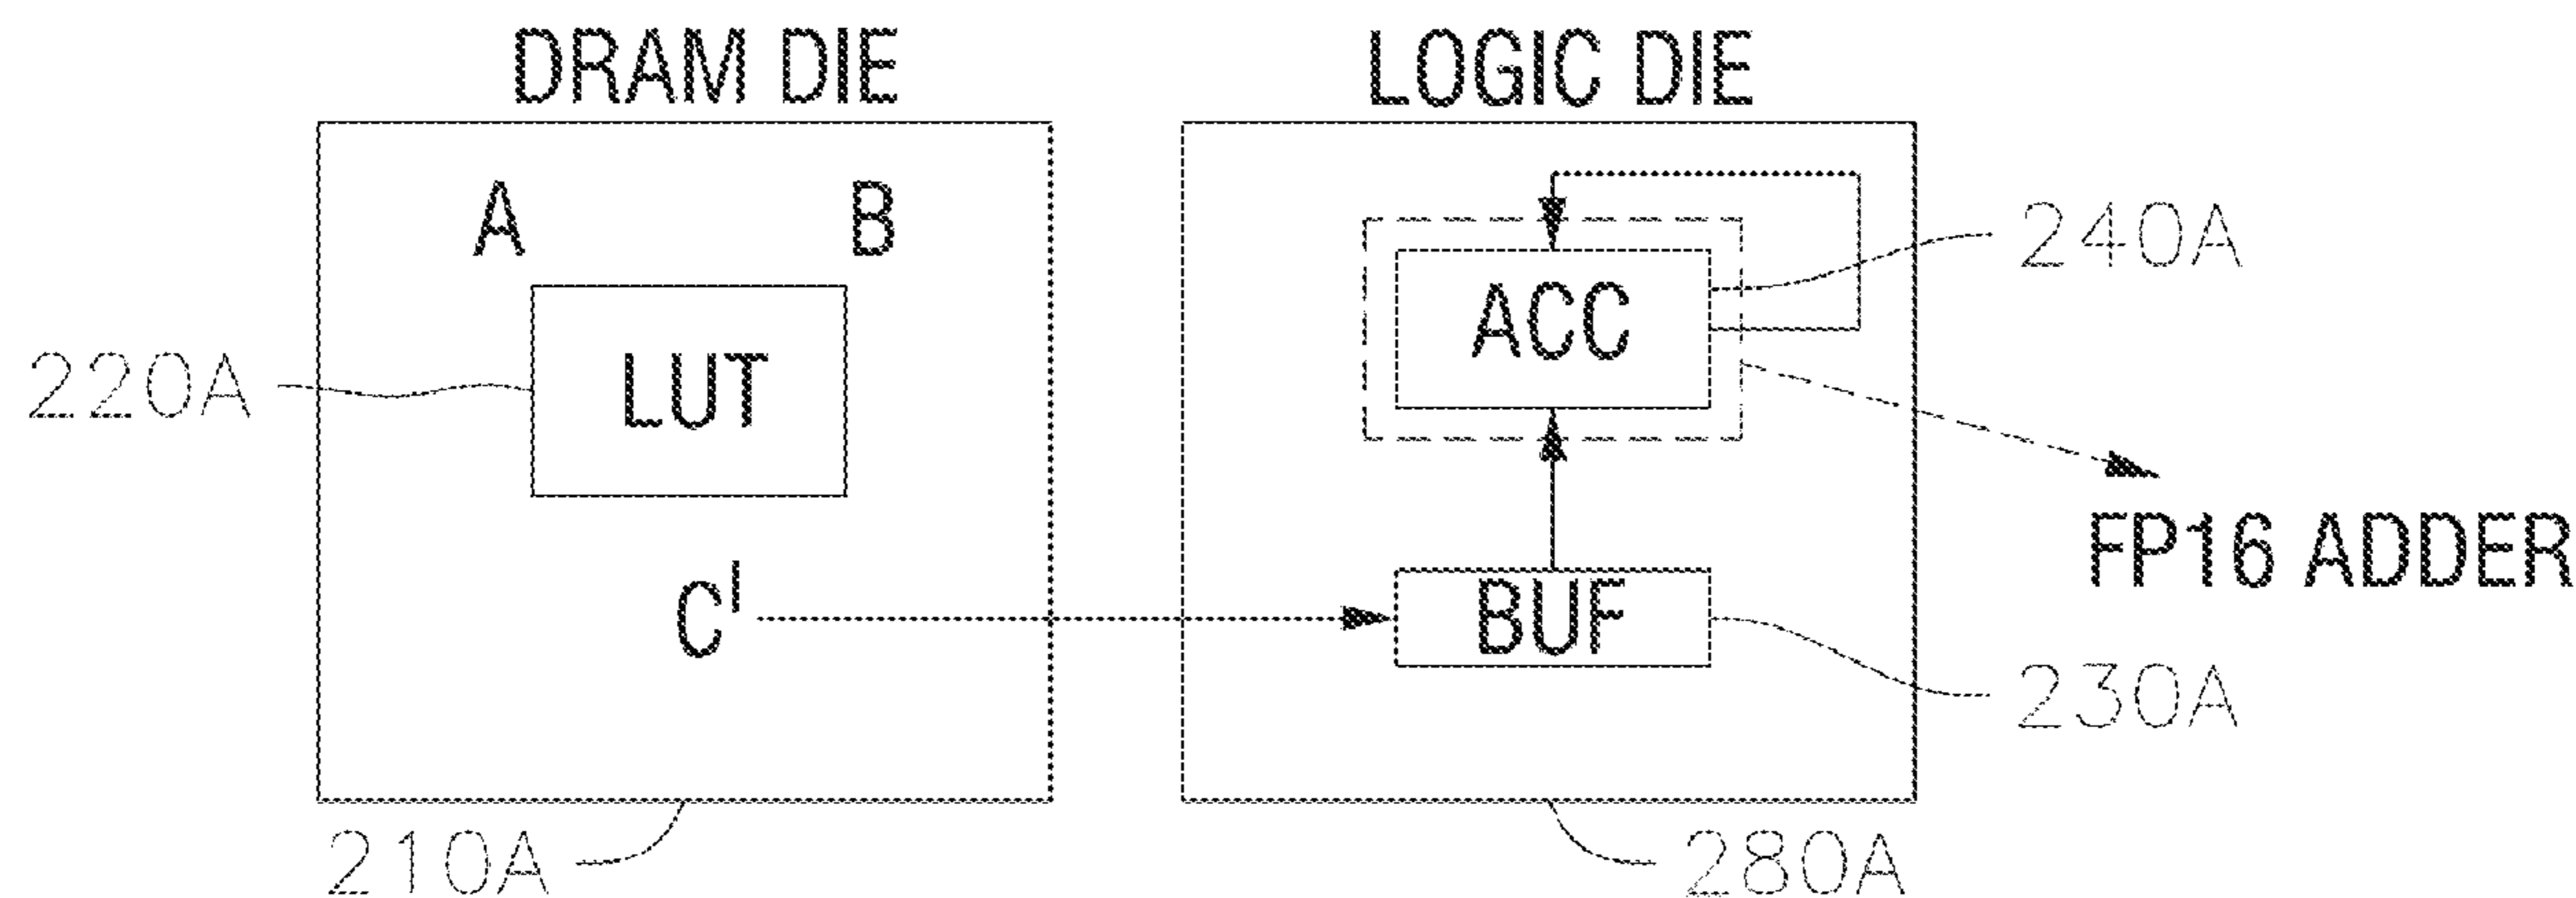 DRAM DIE
LOGIC DIE
A
B
240A
ACC
LUT
220A
FP16 ADDER
C'
BUF
230A
210A
280A